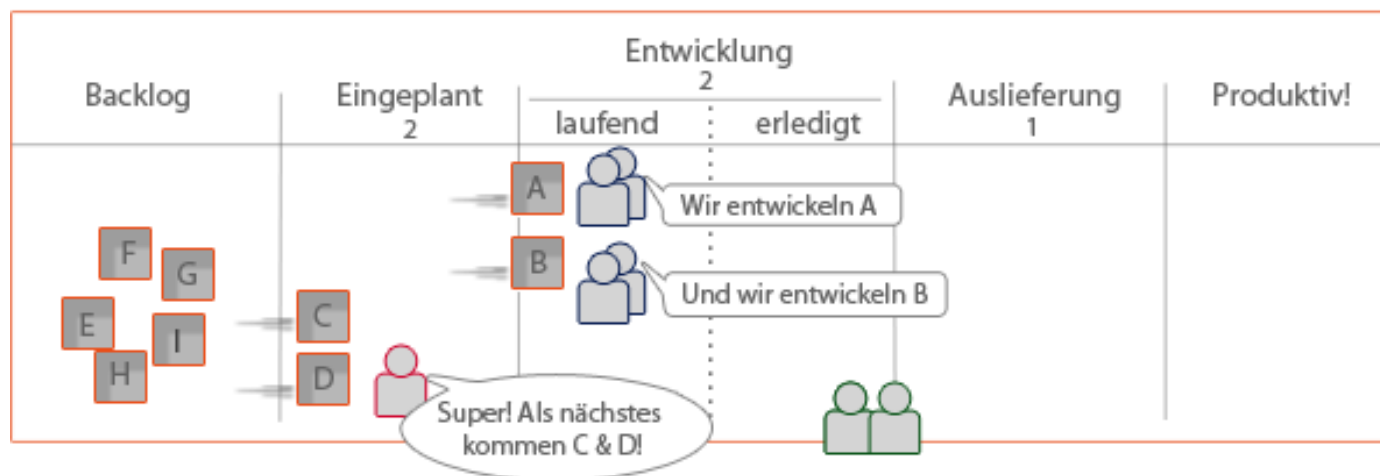 Entwicklung
2
Backlog
Eingeplant
2
Auslieferung
1
Produktiv!
laufend
erledigt
A
Wir entwickeln A
B
Und wir entwickeln B
F
G
E
I
H
C
D
Super! Als nächstes
kommen C & D!